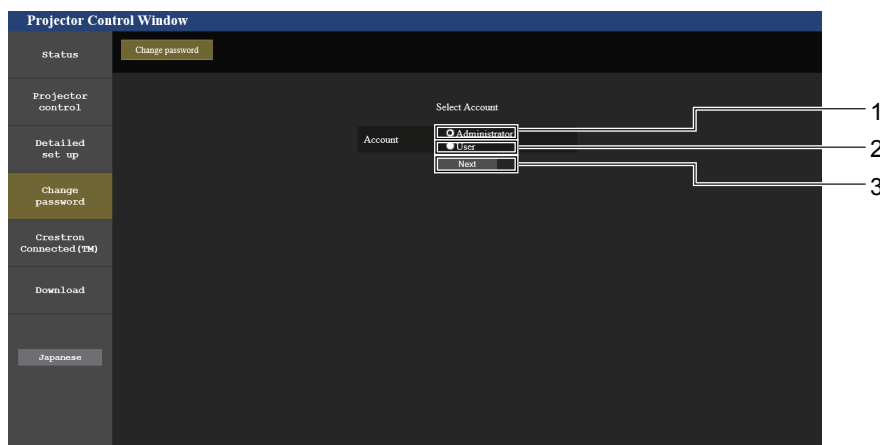 Projector Control Window
Status
Change password
Projector
control
Detailed
set up
Change
password
Crestron
Connected(TM)
Download
Japanese
Select Account
Account
Administrator
User
Next
1
2
3